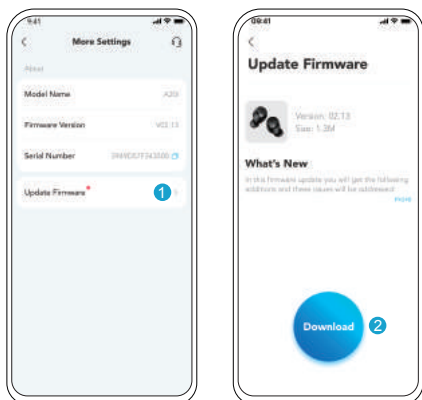 9:41
More Settings
About
Model Name
A20i
Firmware Version
Serial Number
Update Firmware
1
09:41
Update Firmware
Version: 02.13
Size: 1.3M
What's New
In this firmware update you will get the following
additions and these issues will be addressed:
more
Download
2